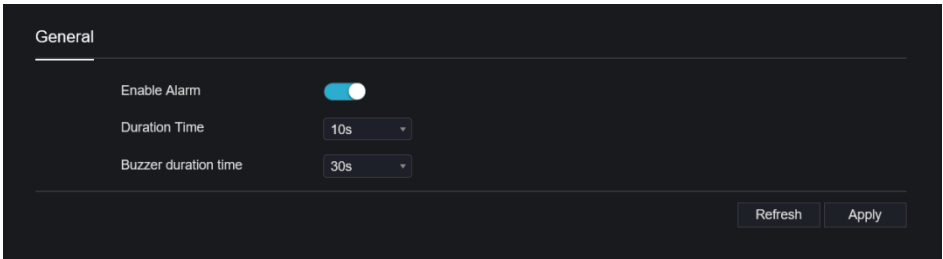 General
Enable Alarm
Duration Time 10s
Buzzer duration time 30s
Refresh Apply